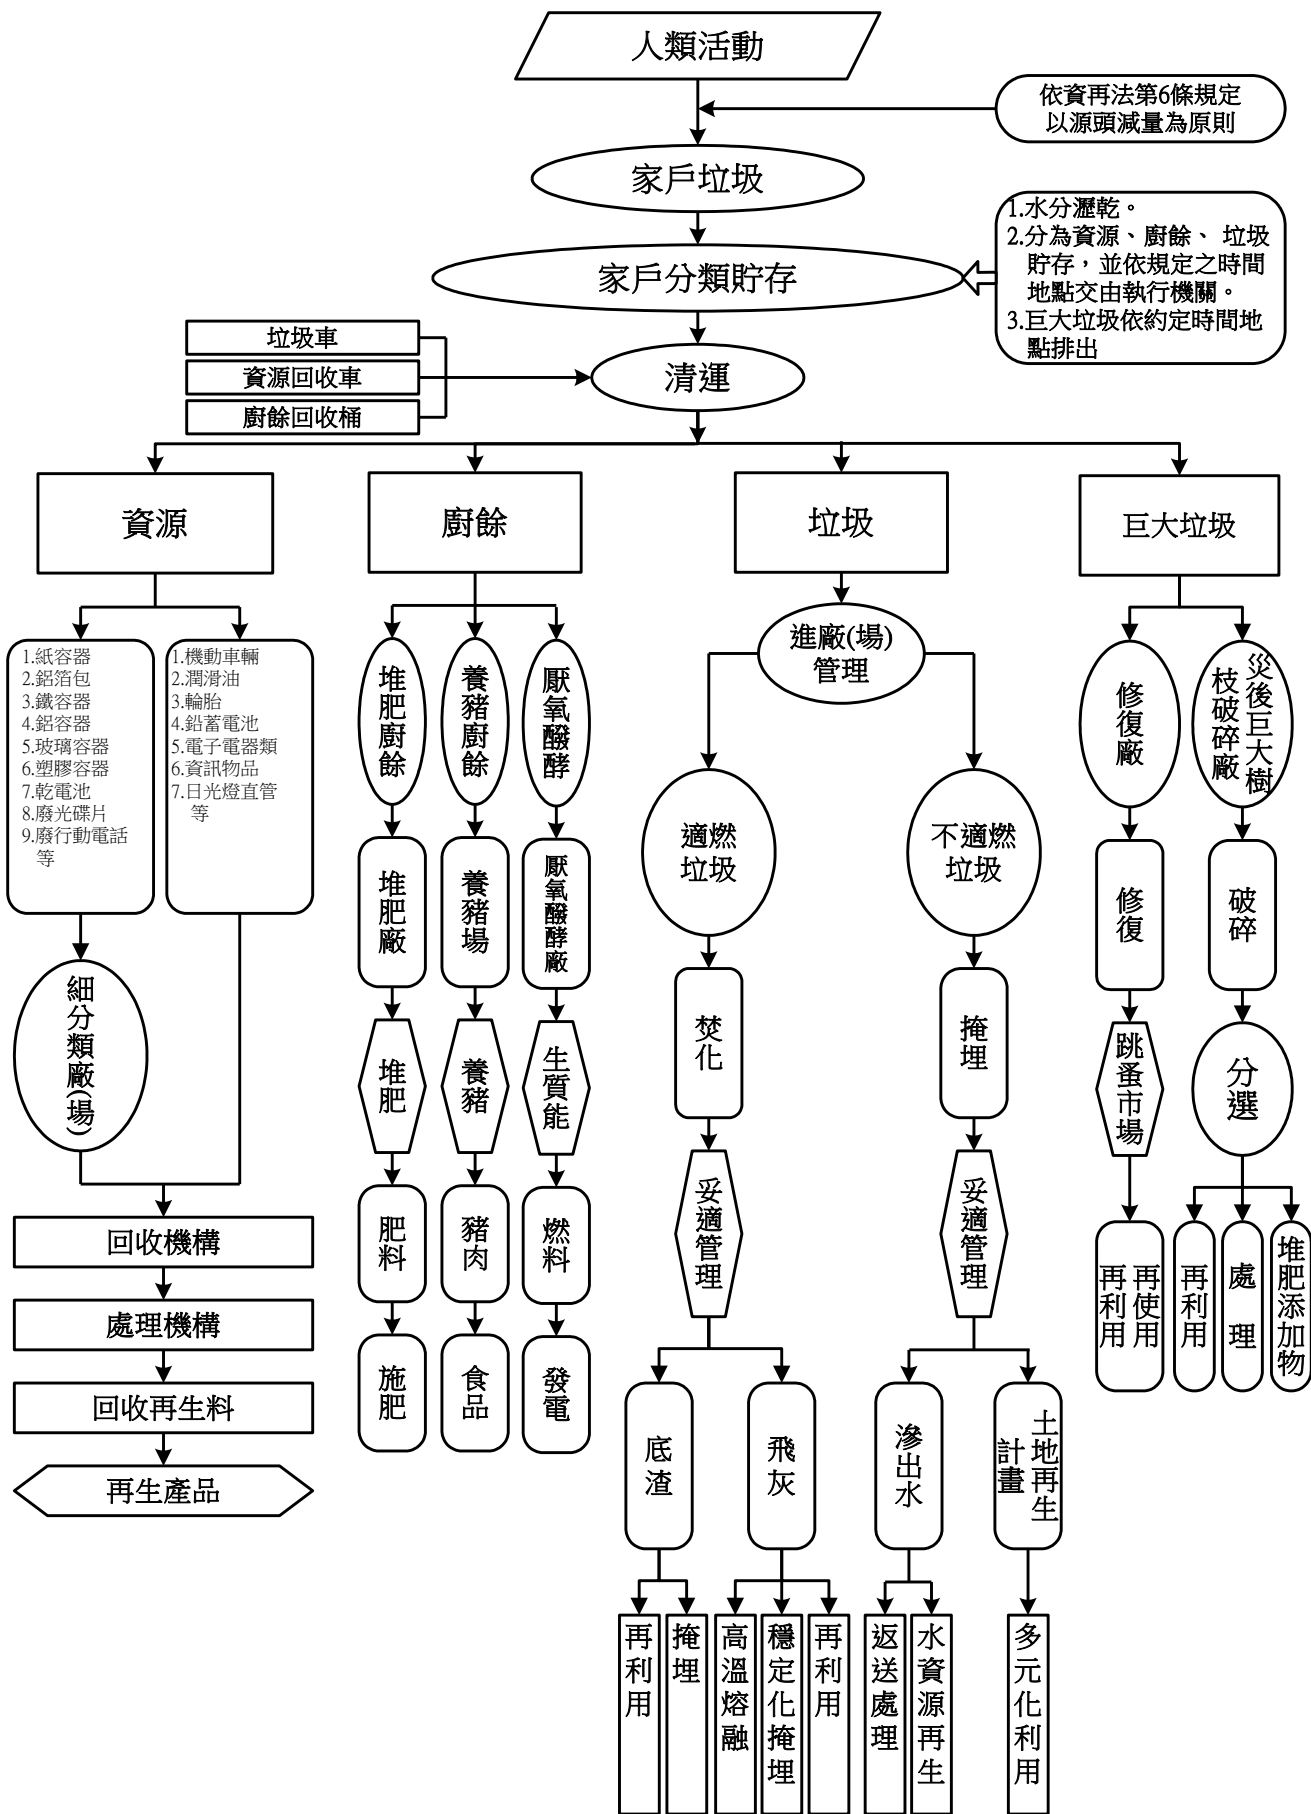 人類活動
依資再法第6條規定
以源頭減量為原則
家戶垃圾
1.水分瀝乾。
2.分為資源、廚餘、 垃圾
貯存，並依規定之時間
地點交由執行機關。
3.巨大垃圾依約定時間地
點排出
家戶分類貯存
垃圾車
資源回收車
廚餘回收桶
清運
資源
廚餘
垃圾
巨大垃圾
1.紙容器
2.鋁箔包
3.鐵容器
4.鋁容器
5.玻璃容器
6.塑膠容器
7.乾電池
8.廢光碟片
9.廢行動電話
等
1.機動車輛
2.潤滑油
3.輪胎
4.鉛蓄電池
5.電子電器類
6.資訊物品
7.日光燈直管
等
細分類廠(場)
回收機構
處理機構
回收再生料
再生產品
堆肥廚餘
養豬廚餘
厭氧醱酵
堆肥廠
養豬場
厭氧醱酵廠
堆肥
養豬
生質能
肥料
豬肉
燃料
施肥
食品
發電
進廠(場)
管理
適燃
垃圾
不適燃
垃圾
焚化
掩埋
妥適管理
妥適管理
底渣
飛灰
滲出水
土地再生
計畫
再利用
掩埋
高溫熔融
穩定化掩埋
再利用
返送處理
水資源再生
多元化利用
修復廠
災後巨大樹
枝破碎廠
修復
破碎
跳蚤市場
分選
再使用
再利用
再利用
處理
堆肥添加物